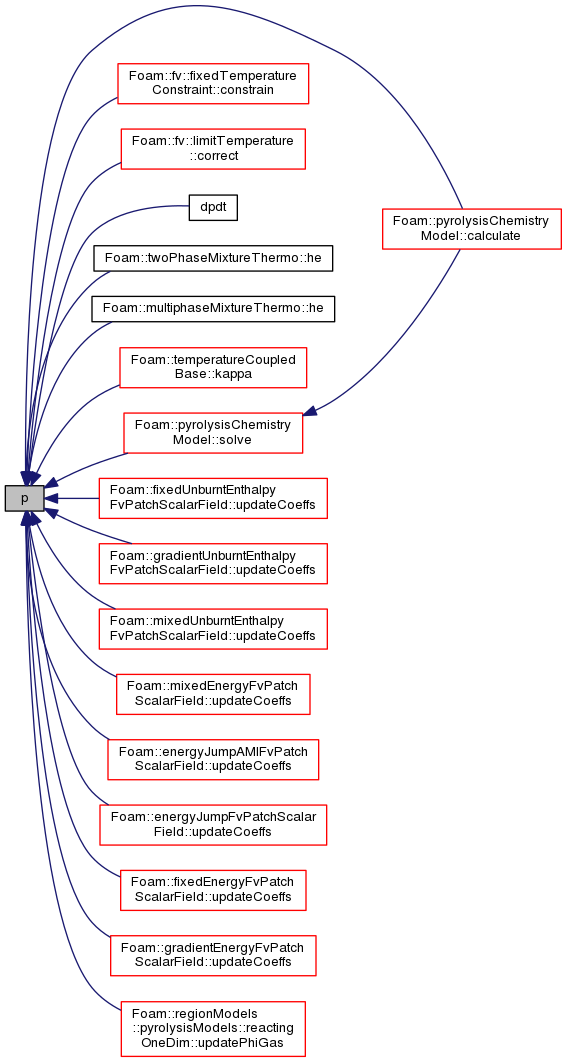 Foam::fv::fixedTemperature
Constraint::constrain
Foam::fv::limitTemperature
::correct
dpdt
Foam::pyrolysisChemistry
Model::calculate
Foam::twoPhaseMixtureThermo::he
Foam::multiphaseMixtureThermo::he
Foam::temperatureCoupled
Base::kappa
Foam::pyrolysisChemistry
Model::solve
p
Foam::fixedUnburntEnthalpy
FvPatchScalarField::updateCoeffs
Foam::gradientUnburntEnthalpy
FvPatchScalarField::updateCoeffs
Foam::mixedUnburntEnthalpy
FvPatchScalarField::updateCoeffs
Foam::mixedEnergyFvPatch
ScalarField::updateCoeffs
Foam::energyJumpAMIFvPatch
ScalarField::updateCoeffs
Foam::energyJumpFvPatchScalar
Field::updateCoeffs
Foam::fixedEnergyFvPatch
ScalarField::updateCoeffs
Foam::gradientEnergyFvPatch
ScalarField::updateCoeffs
Foam::regionModels
::pyrolysisModels::reacting
OneDim::updatePhiGas